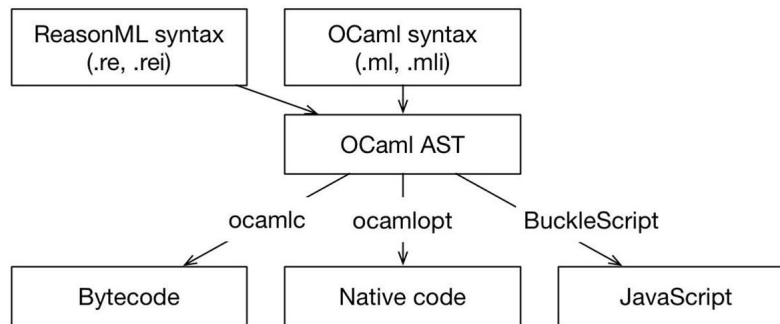 ReasonML syntax
(.re, .rei)
OCaml syntax
(.ml, .mli)
OCaml AST
ocamlc
ocamlopt
BuckleScript
Bytecode
Native code
JavaScript